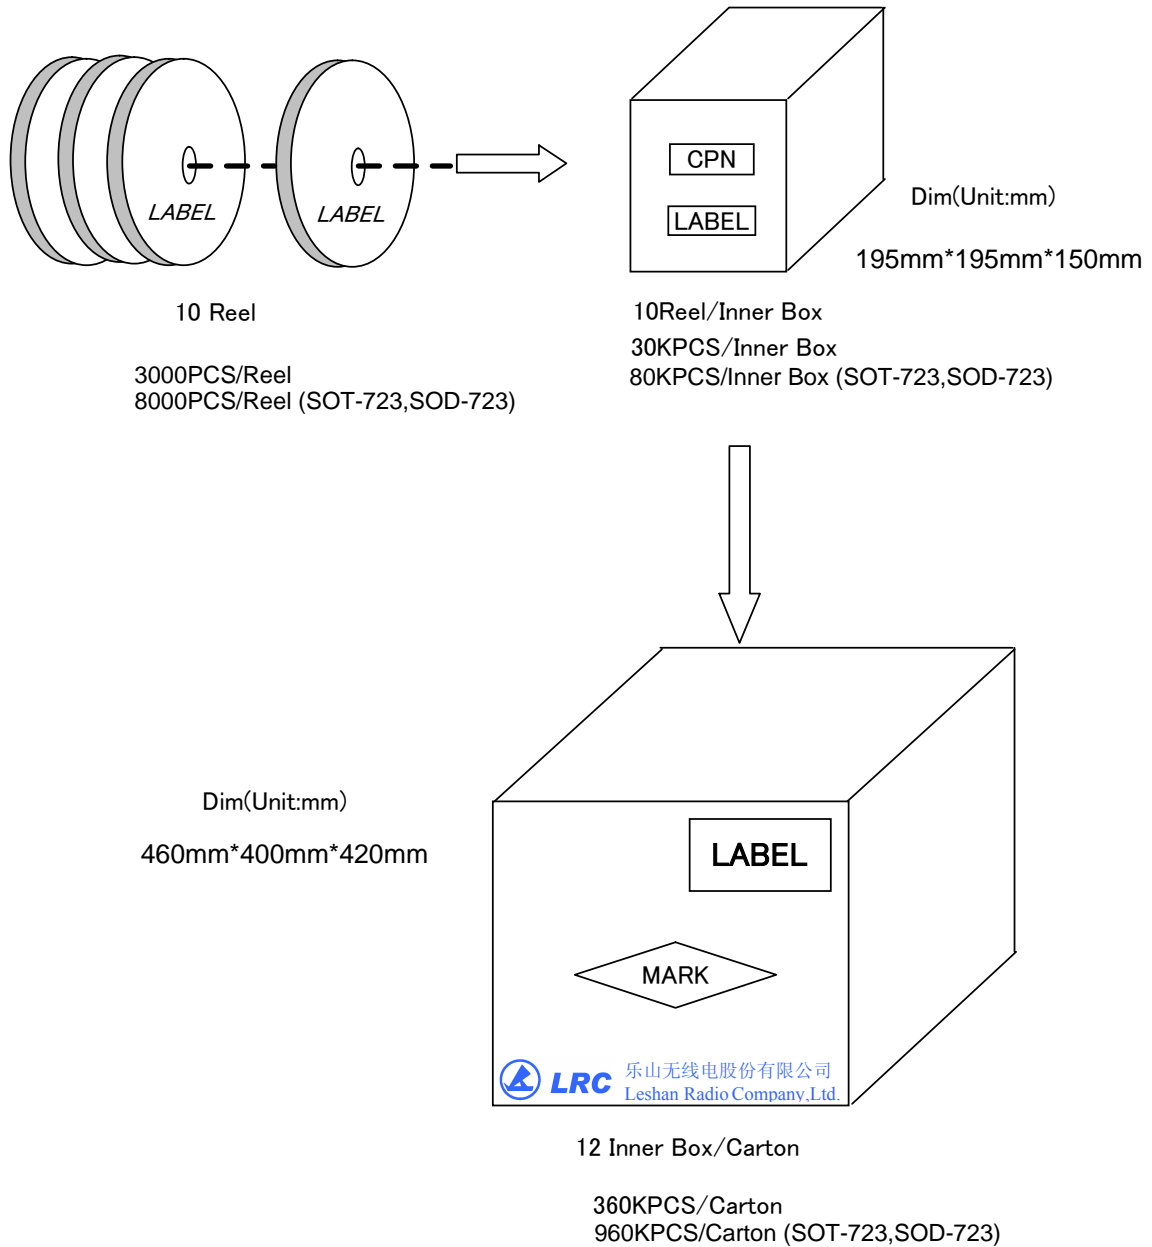 LABEL
LABEL
10 Reel
3000PCS/Reel
8000PCS/Reel (SOT-723,SOD-723)
CPN
LABEL
Dim(Unit:mm)
195mm*195mm*150mm
10Reel/Inner Box
30KPCS/Inner Box
80KPCS/Inner Box (SOT-723,SOD-723)
Dim(Unit:mm)
460mm*400mm*420mm
LABEL
MARK
LRC
乐山无线电股份有限公司
Leshan Radio Company,Ltd.
12 Inner Box/Carton
360KPCS/Carton
960KPCS/Carton (SOT-723,SOD-723)